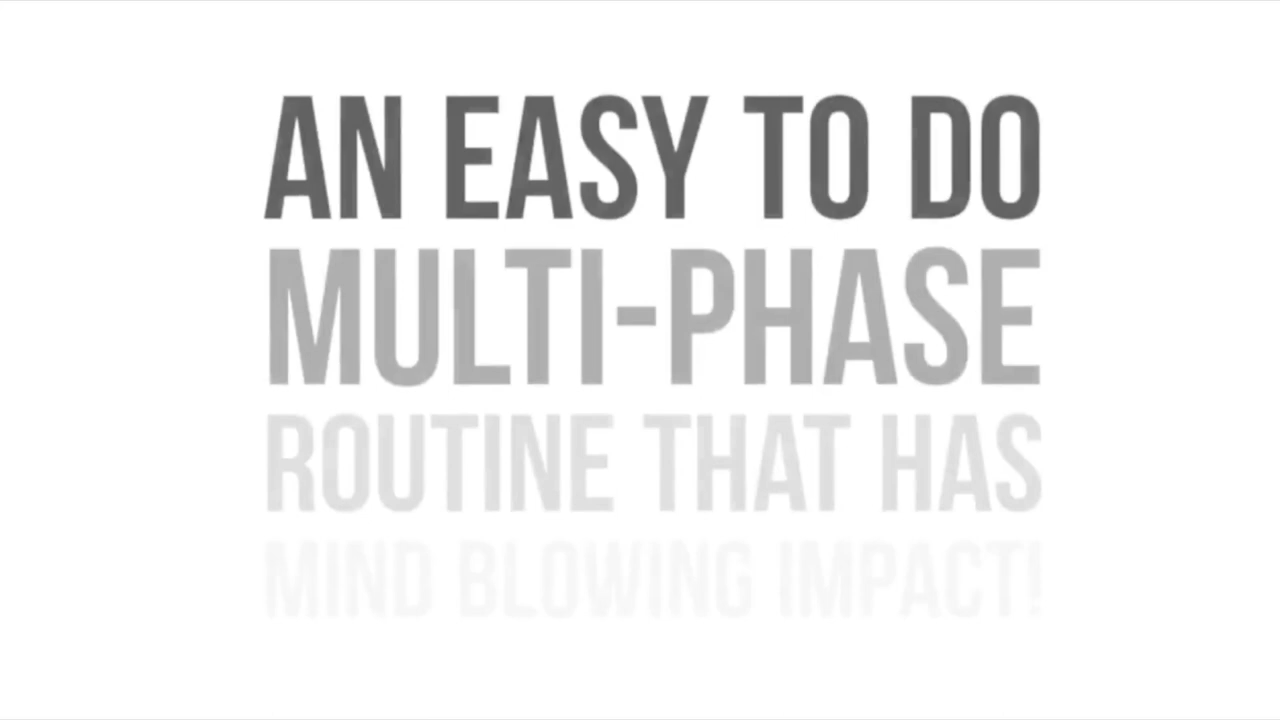 AN EASY TO DO
MULTI-PHASE
ROUTINE THAT HAS
MIND BLOWING IMPACT!